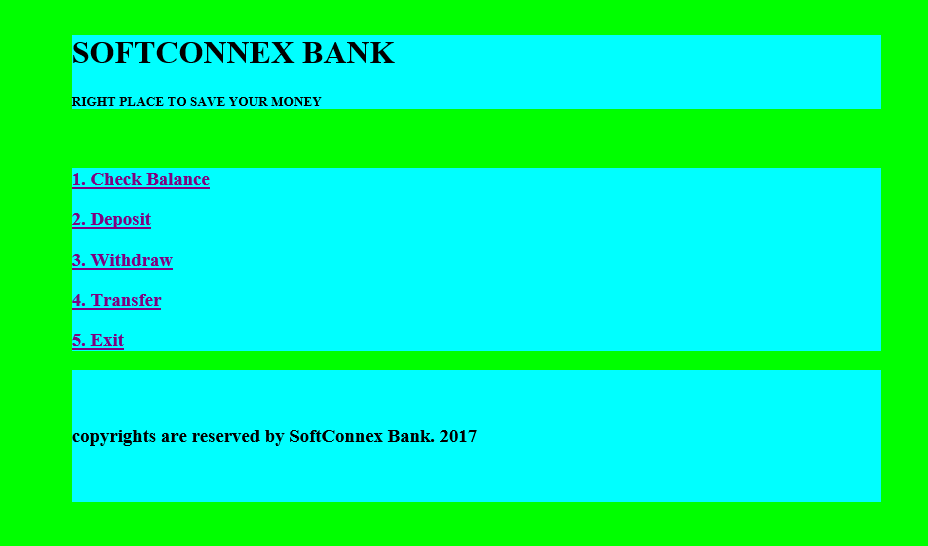 SOFTCONNEX BANK
RIGHT PLACE TO SAVE YOUR MONEY
1. Check Balance
2. Deposit
3. Withdraw
4. Transfer
5. Exit
copyrights are reserved by SoftConnex Bank. 2017